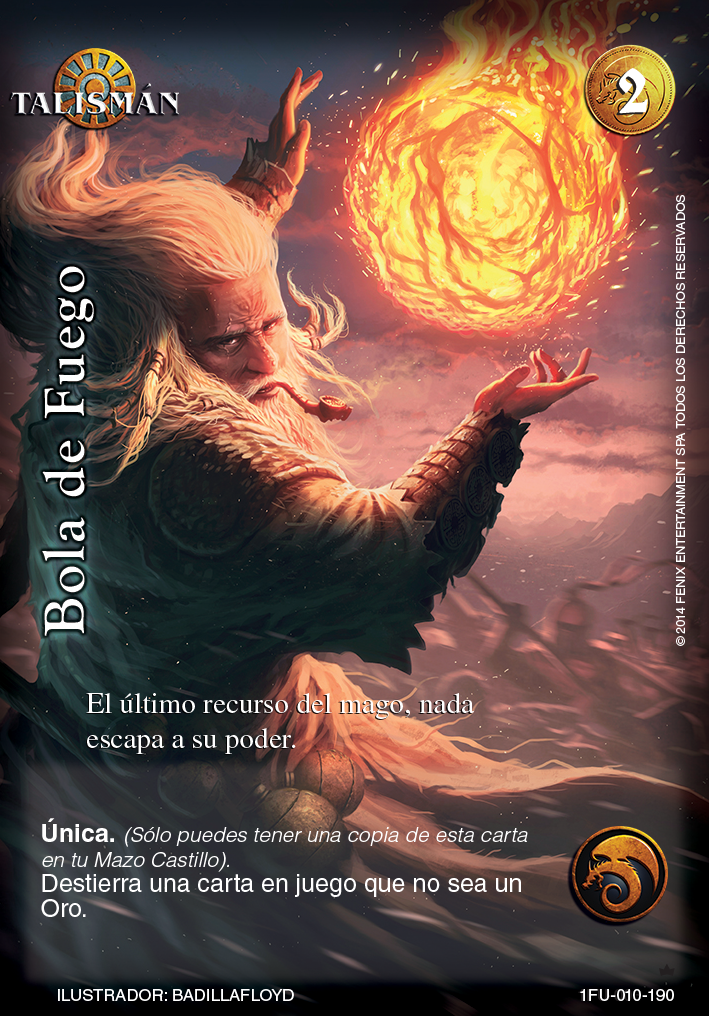 TALISMÁN
2
Bola de Fuego
© 2014 FENIX ENTERTAINMENT SPA TODOS LOS DERECHOS RESERVADOS
El último recurso del mago, nada
escapa a su poder.
Única. (Sólo puedes tener una copia de esta carta
en tu Mazo Castillo).
Destierra una carta en juego que no sea un
Oro.
ILUSTRADOR: BADILLAFLOYD
1FU-010-190